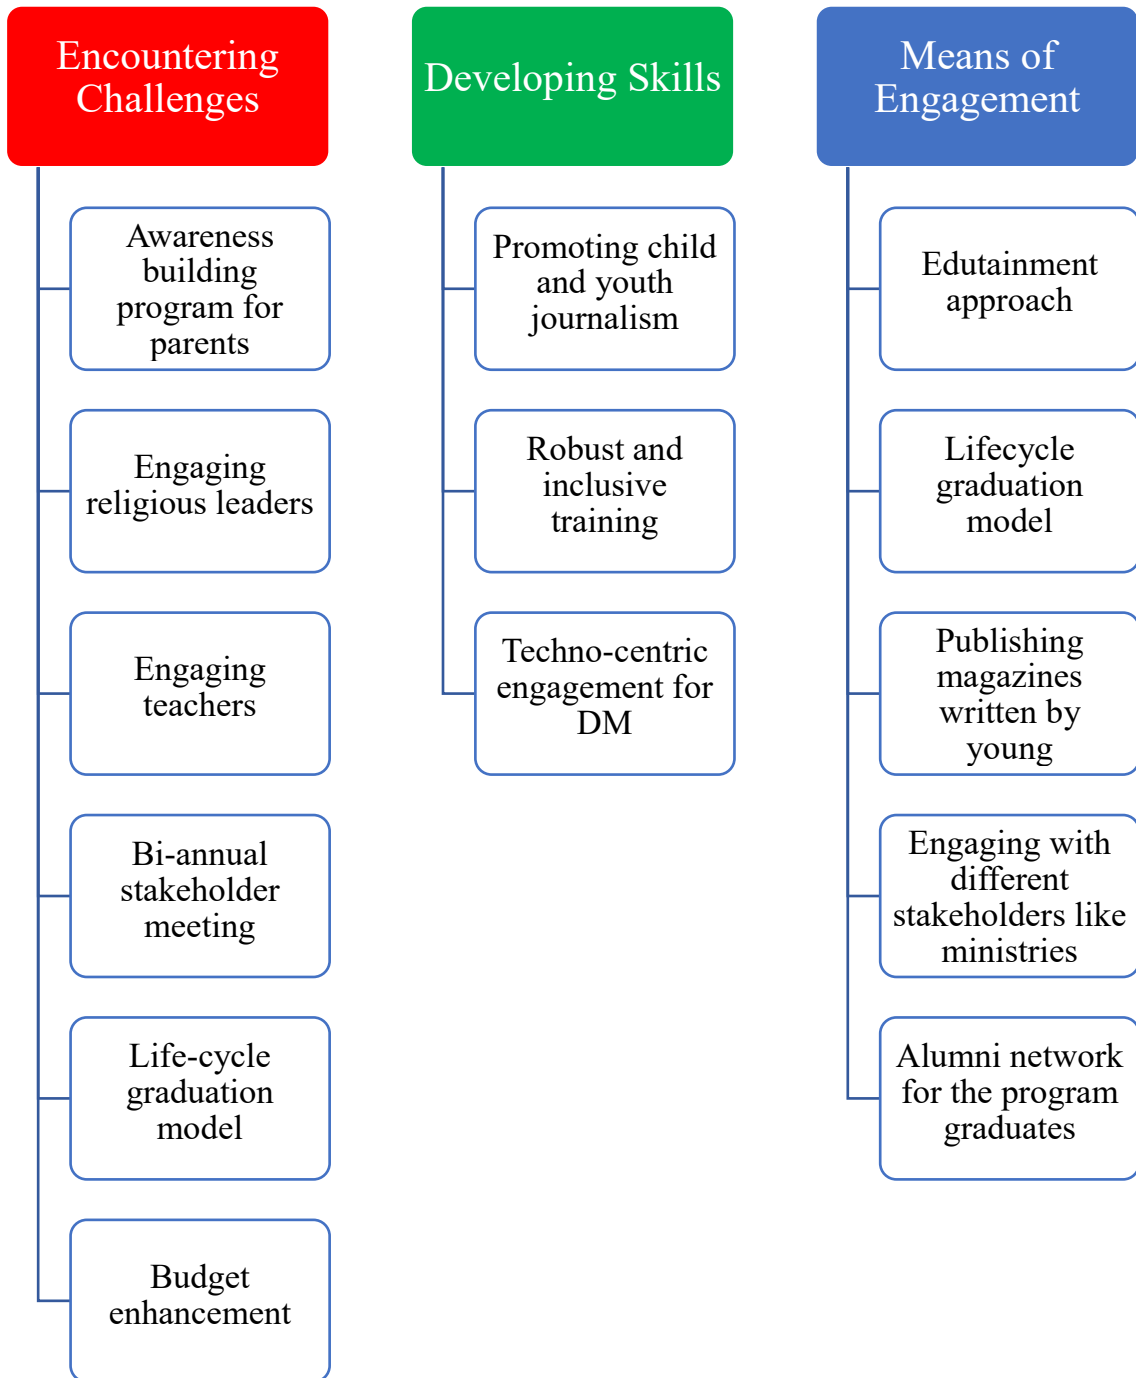 Encountering
Challenges
Awareness
building
program for
parents
Engaging
religious leaders
Engaging
teachers
Bi-annual
stakeholder
meeting
Life-cycle
graduation
model
Budget
enhancement
Developing Skills
Promoting child
and youth
journalism
Robust and
inclusive
training
Techno-centric
engagement for
DM
Means of
Engagement
Edutainment
approach
Lifecycle
graduation
model
Publishing
magazines
written by
young
Engaging with
different
stakeholders like
ministries
Alumni network
for the program
graduates